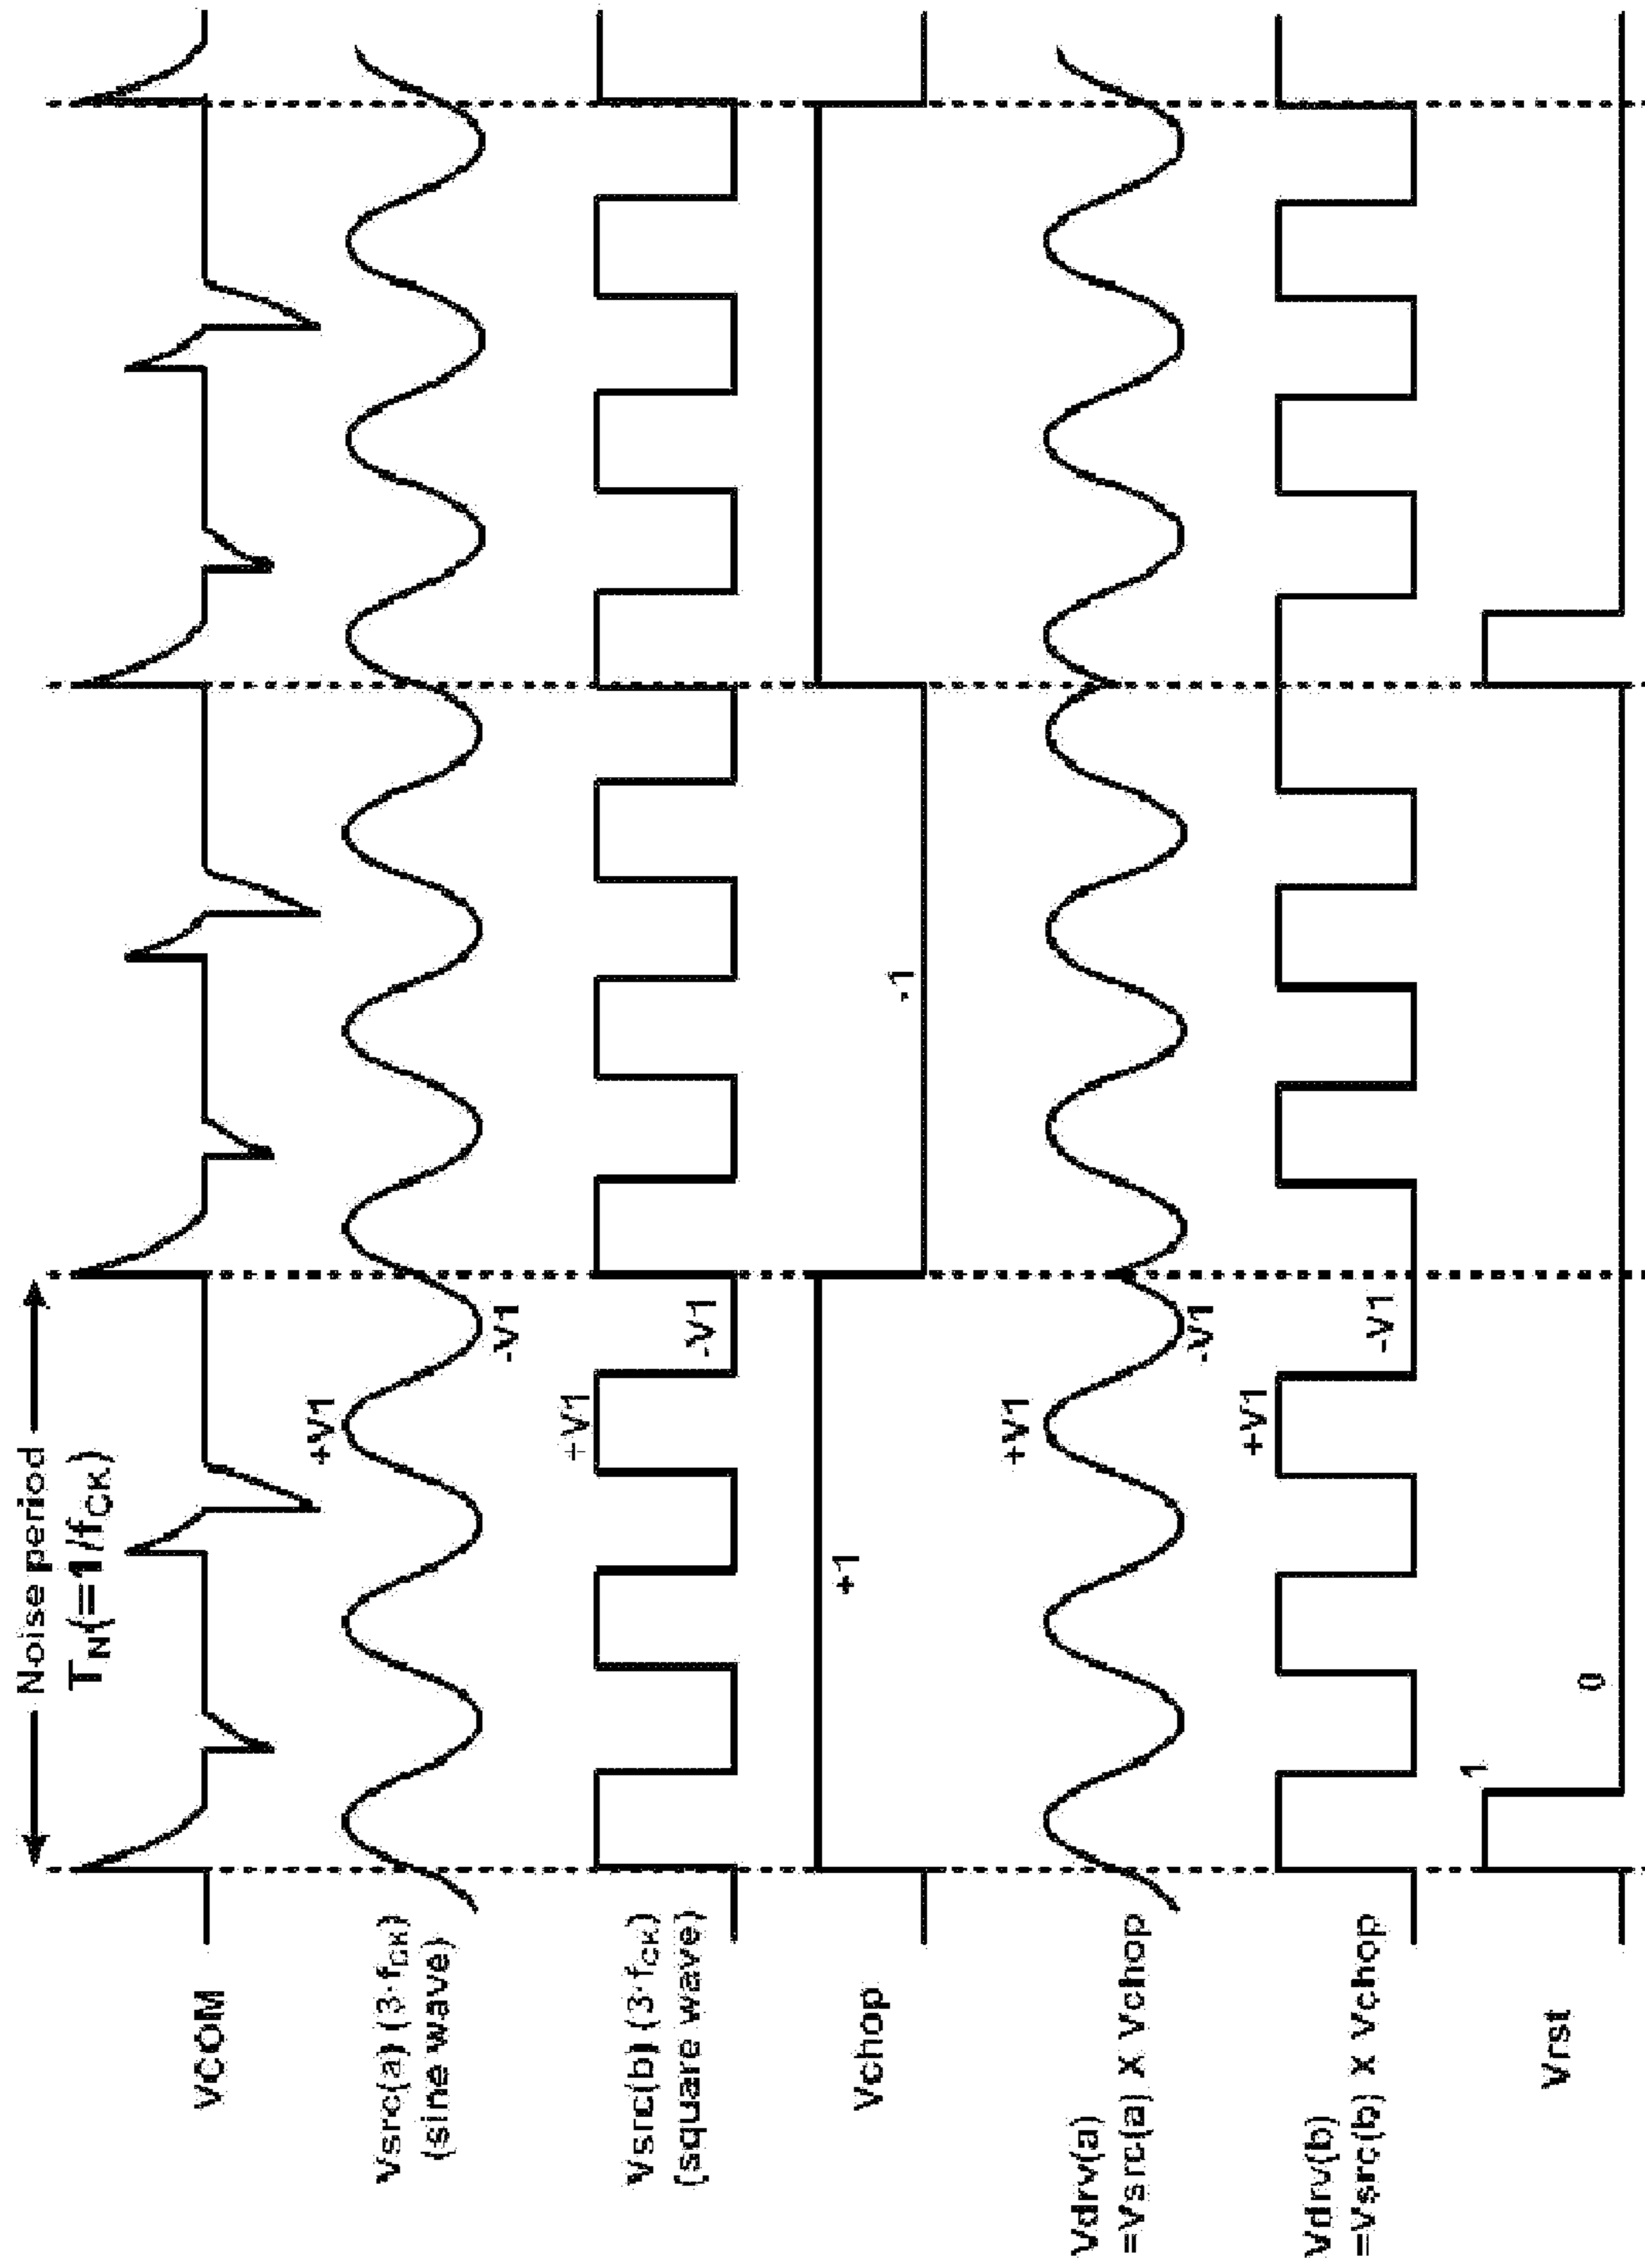 Noise period
T_N(=1/f_CK)
VCOM
Vsrc(a) (3·f_CK)
(sine wave)
+V1
-V1
Vsrc(b) (3·f_CK)
(square wave)
+V1
-V1
Vchop
+1
-1
Vdrv(a)
=Vsrc(a) X Vchop
+V1
-V1
Vdrv(b)
=Vsrc(b) X Vchop
+V1
-V1
Vrst
1
0